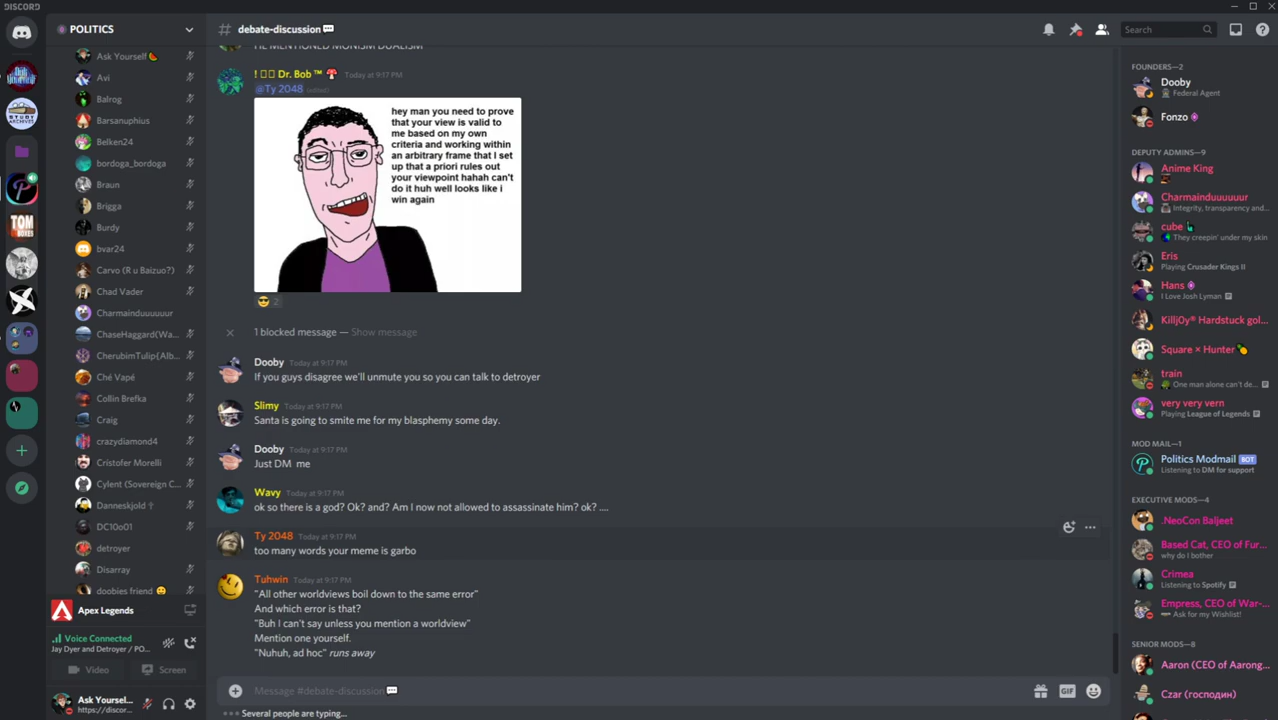 DISCORD
POLITICS
Ask Yourself
Avi
Balrog
Barsanuphius
Belken24
bordoga_bordoga
Braun
Brigga
Burdy
bvar24
Carvo (R u Baizuo?)
Chad Vader
Charmainduuuuuur
ChaseHaggard(Wa...
CherubimTulip{Alb...
Ché Vapé
Collin Brefka
Craig
crazydiamond4
Cristofer Morelli
Cylent (Sovereign C...
Danneskjold †
DC10o01
detroyer
Disarray
doobies friend
Apex Legends
Voice Connected
Jay Dyer and Detroyer / PO...
Video
Screen
Ask Yoursel...
https://discor...
# debate-discussion
HE MENTIONED MONISM DUALISM
! Dr. Bob ™ Today at 9:17 PM
@Ty 2048 (edited)
hey man you need to prove
that your view is valid to
me based on my own
criteria and working within
an arbitrary frame that I set
up that a priori rules out
your viewpoint hahah can't
do it huh well looks like i
win again
2
1 blocked message — Show message
Dooby Today at 9:17 PM
If you guys disagree we'll unmute you so you can talk to detroyer
Slimy Today at 9:17 PM
Santa is going to smite me for my blasphemy some day.
Dooby Today at 9:17 PM
Just DM me
Wavy Today at 9:17 PM
ok so there is a god? Ok? and? Am I now not allowed to assassinate him? ok? ....
Ty 2048 Today at 9:17 PM
too many words your meme is garbo
Tuhwin Today at 9:17 PM
"All other worldviews boil down to the same error"
And which error is that?
"Buh I can't say unless you mention a worldview"
Mention one yourself.
"Nuhuh, ad hoc" runs away
Message #debate-discussion
GIF
Several people are typing...
Search
FOUNDERS—2
Dooby
Federal Agent
Fonzo
DEPUTY ADMINS—9
Anime King
Charmainduuuuuur
Integrity, transparency and...
cube
They creepin' under my skin
Eris
Playing Crusader Kings II
Hans
I Love Josh Lyman
Killj0y® Hardstuck gol...
Square × Hunter
train
One man alone can't de...
very very vern
Playing League of Legends
MOD MAIL—1
Politics Modmail BOT
Listening to DM for support
EXECUTIVE MODS—4
.NeoCon Baljeet
Based Cat, CEO of Fur...
why do I bother
Crimea
Listening to Spotify
Empress, CEO of War-...
Ask for my Wishlist!
SENIOR MODS—8
Aaron (CEO of Aarong...
Czar (господин)